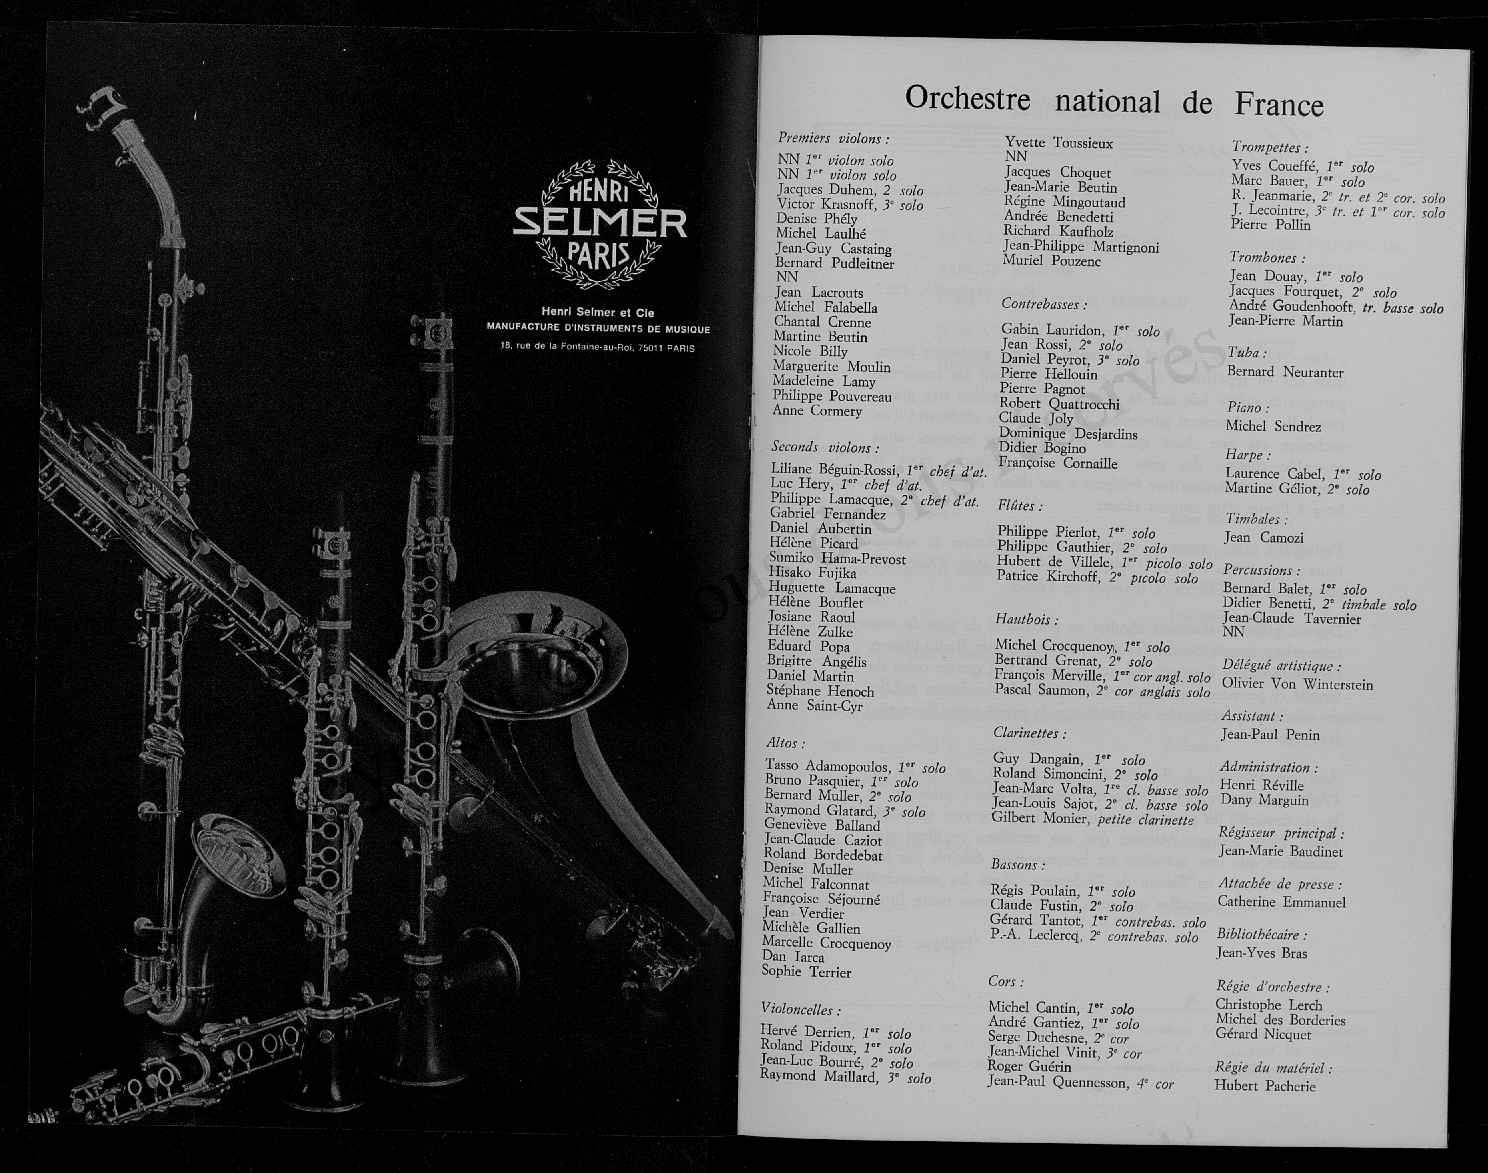 HENRI
SELMER
PARIS
Henri Selmer et Cie
MANUFACTURE D'INSTRUMENTS DE MUSIQUE
18, rue de la Fontaine-au-Roi, 75011 PARIS
Orchestre national de France
Premiers violons :
NN 1er violon solo
NN 1er violon solo
Jacques Duhem, 2 solo
Victor Krasnoff, 3e solo
Denise Phély
Michel Laulhé
Jean-Guy Castaing
Bernard Pudleitner
NN
Jean Lacrouts
Michel Falabella
Chantal Crenne
Martine Beutin
Nicole Billy
Marguerite Moulin
Madeleine Lamy
Philippe Pouvereau
Anne Cormery
Seconds violons :
Liliane Béguin-Rossi, 1er chef d'at.
Luc Hery, 1er chef d'at.
Philippe Lamacque, 2e chef d'at.
Gabriel Fernandez
Daniel Aubertin
Hélène Picard
Sumiko Hama-Prevost
Hisako Fujika
Huguette Lamacque
Hélène Bouflet
Josiane Raoul
Hélène Zulke
Eduard Popa
Brigitte Angélis
Daniel Martin
Stéphane Henoch
Anne Saint-Cyr
Altos :
Tasso Adamopoulos, 1er solo
Bruno Pasquier, 1er solo
Bernard Muller, 2e solo
Raymond Glatard, 3e solo
Geneviève Balland
Jean-Claude Caziot
Roland Bordedebat
Denise Muller
Michel Falconnat
Françoise Séjourné
Jean Verdier
Michèle Gallien
Marcelle Crocquenoy
Dan Iarca
Sophie Terrier
Violoncelles :
Hervé Derrien, 1er solo
Roland Pidoux, 1er solo
Jean-Luc Bourré, 2e solo
Raymond Maillard, 3e solo
Yvette Toussieux
NN
Jacques Choquet
Jean-Marie Beutin
Régine Mingoutaud
Andrée Benedetti
Richard Kaufholz
Jean-Philippe Martignoni
Muriel Pouzenc
Contrebasses :
Gabin Lauridon, 1er solo
Jean Rossi, 2e solo
Daniel Peyrot, 3e solo
Pierre Hellouin
Pierre Pagnot
Robert Quattrocchi
Claude Joly
Dominique Desjardins
Didier Bogino
Françoise Cornaille
Flûtes :
Philippe Pierlot, 1er solo
Philippe Gauthier, 2e solo
Hubert de Villele, 1er picolo solo
Patrice Kirchoff, 2e picolo solo
Hautbois :
Michel Crocquenoy, 1er solo
Bertrand Grenat, 2e solo
François Merville, 1er cor angl. solo
Pascal Saumon, 2e cor anglais solo
Clarinettes :
Guy Dangain, 1er solo
Roland Simoncini, 2e solo
Jean-Marc Volta, 1re cl. basse solo
Jean-Louis Sajot, 2e cl. basse solo
Gilbert Monier, petite clarinette
Bassons :
Régis Poulain, 1er solo
Claude Fustin, 2e solo
Gérard Tantot, 1er contrebas. solo
P.-A. Leclercq, 2e contrebas. solo
Cors :
Michel Cantin, 1er solo
André Gantiez, 1er solo
Serge Duchesne, 2e cor
Jean-Michel Vinit, 3e cor
Roger Guérin
Jean-Paul Quennesson, 4e cor
Trompettes :
Yves Coueffé, 1er solo
Marc Bauer, 1er solo
R. Jeanmarie, 2e tr. et 2e cor. solo
J. Lecointre, 3e tr. et 1er cor. solo
Pierre Pollin
Trombones :
Jean Douay, 1er solo
Jacques Fourquet, 2e solo
André Goudenhooft, tr. basse solo
Jean-Pierre Martin
Tuba :
Bernard Neuranter
Piano :
Michel Sendrez
Harpe :
Laurence Cabel, 1er solo
Martine Géliot, 2e solo
Timbales :
Jean Camozi
Percussions :
Bernard Balet, 1er solo
Didier Benetti, 2e timbale solo
Jean-Claude Tavernier
NN
Délégué artistique :
Olivier Von Winterstein
Assistant :
Jean-Paul Penin
Administration :
Henri Réville
Dany Marguin
Régisseur principal :
Jean-Marie Baudinet
Attachée de presse :
Catherine Emmanuel
Bibliothécaire :
Jean-Yves Bras
Régie d'orchestre :
Christophe Lerch
Michel des Borderies
Gérard Nicquet
Régie du matériel :
Hubert Pacherie